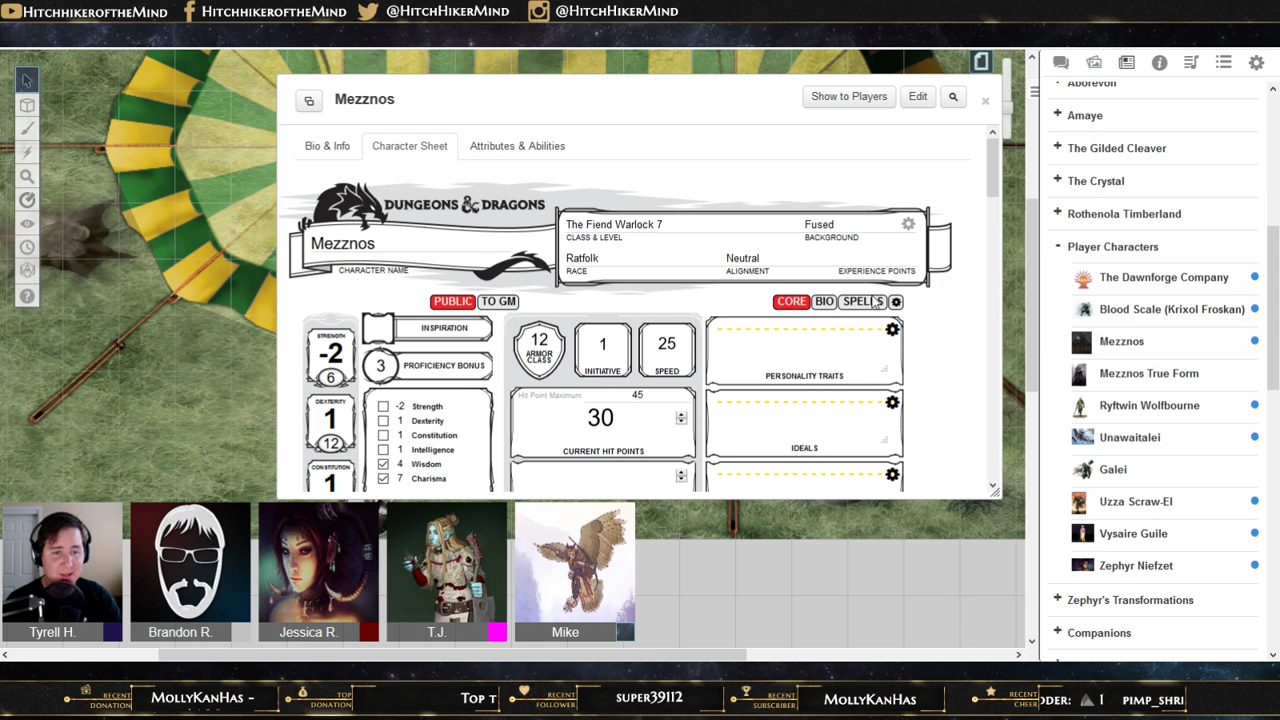 HITCHHIKEROFTHEMIND HITCHHIKEROFTHEMIND @HITCHHIKERMIND @HITCHHIKERMIND
Mezznos
Show to Players Edit
Bio & Info Character Sheet Attributes & Abilities
DUNGEONS & DRAGONS
Mezznos
CHARACTER NAME
The Fiend Warlock 7 Fused
CLASS & LEVEL BACKGROUND
Ratfolk Neutral
RACE ALIGNMENT EXPERIENCE POINTS
PUBLIC TO GM CORE BIO SPELLS
STRENGTH
-2
6
DEXTERITY
1
12
CONSTITUTION
1
INSPIRATION
3 PROFICIENCY BONUS
-2 Strength
1 Dexterity
1 Constitution
1 Intelligence
4 Wisdom
7 Charisma
12
ARMOR
CLASS
1
INITIATIVE
25
SPEED
Hit Point Maximum 45
30
CURRENT HIT POINTS
PERSONALITY TRAITS
IDEALS
Aborevon
Amaye
The Gilded Cleaver
The Crystal
Rothenola Timberland
Player Characters
The Dawnforge Company
Blood Scale (Krixol Froskan)
Mezznos
Mezznos True Form
Ryftwin Wolfbourne
Unawaitalei
Galei
Uzza Scraw-El
Vysaire Guile
Zephyr Niefzet
Zephyr's Transformations
Companions
Tyrell H. Brandon R. Jessica R. T.J. Mike
RECENT
DONATION
MOLLYKANHAS -
TOP
DONATION
TOP T
RECENT
FOLLOWER
SUPER39112
RECENT
SUBSCRIBER
MOLLYKANHAS
RECENT
CHEER
DDER: 1 PIMP_SHRI